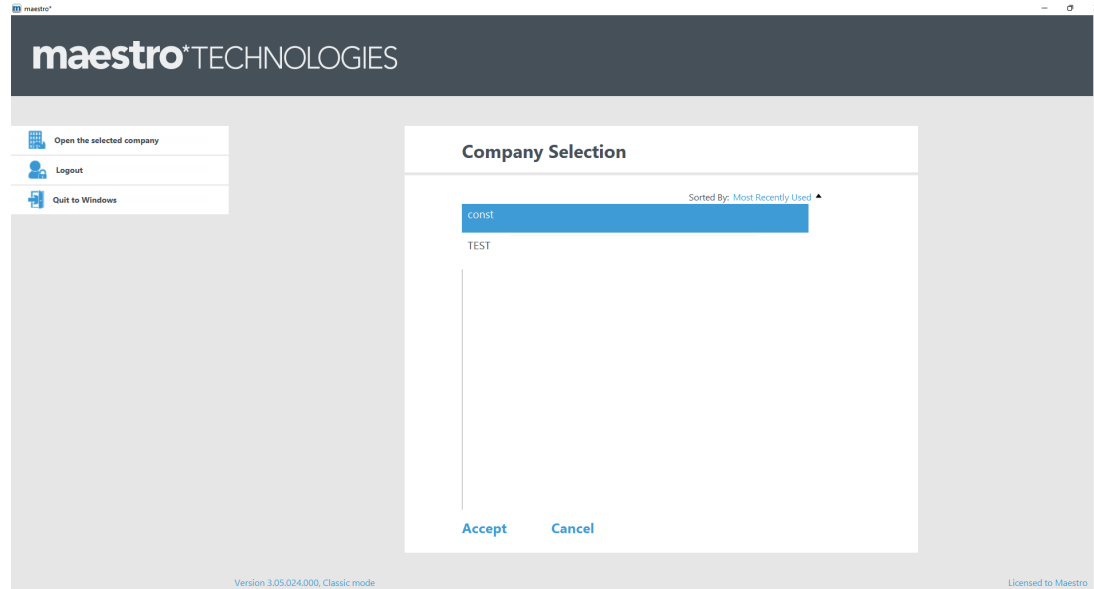 maestro*
maestro*TECHNOLOGIES
Open the selected company
Logout
Quit to Windows
Company Selection
Sorted By: Most Recently Used
const
TEST
Accept Cancel
Version 3.05.024.000, Classic mode
Licensed to Maestro